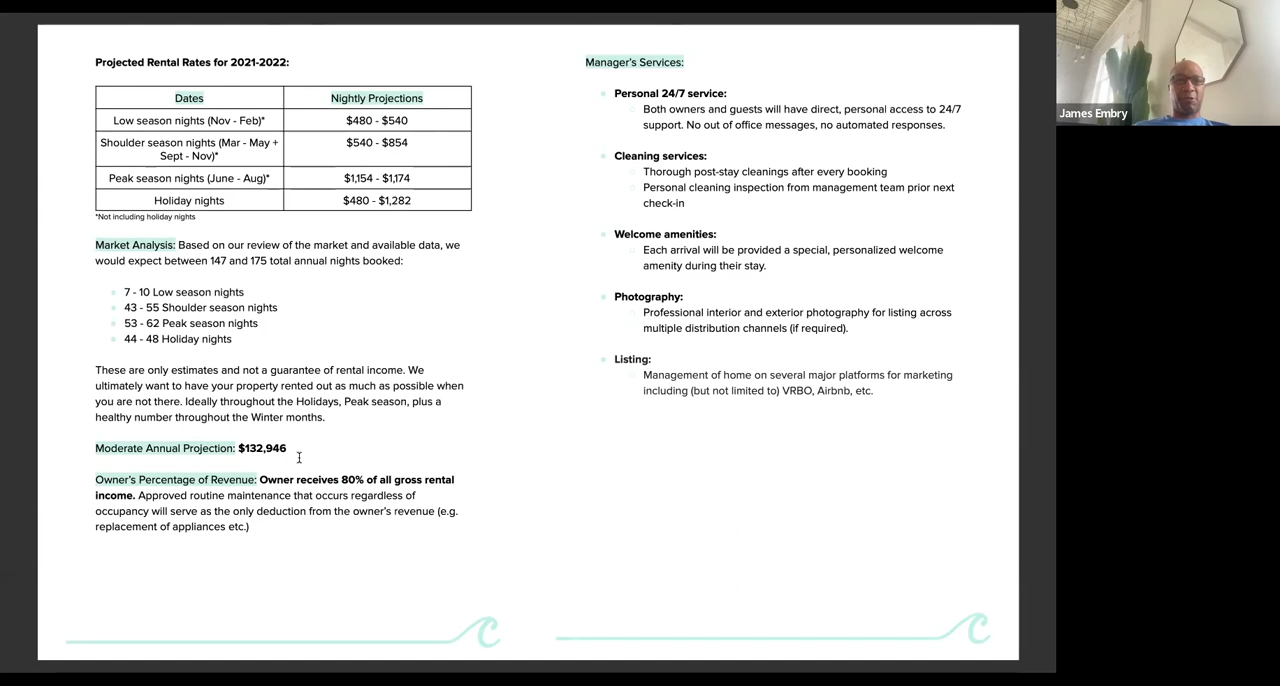 Projected Rental Rates for 2021-2022:
Dates
Nightly Projections
Low season nights (Nov - Feb)*
$480 - $540
Shoulder season nights (Mar - May +
Sept - Nov)*
$540 - $854
Peak season nights (June - Aug)*
$1,154 - $1,174
Holiday nights
$480 - $1,282
*Not including holiday nights
Market Analysis: Based on our review of the market and available data, we
would expect between 147 and 175 total annual nights booked:
7 - 10 Low season nights
43 - 55 Shoulder season nights
53 - 62 Peak season nights
44 - 48 Holiday nights
These are only estimates and not a guarantee of rental income. We
ultimately want to have your property rented out as much as possible when
you are not there. Ideally throughout the Holidays, Peak season, plus a
healthy number throughout the Winter months.
Moderate Annual Projection: $132,946
Owner's Percentage of Revenue: Owner receives 80% of all gross rental
income. Approved routine maintenance that occurs regardless of
occupancy will serve as the only deduction from the owner's revenue (e.g.
replacement of appliances etc.)
Manager's Services:
Personal 24/7 service:
Both owners and guests will have direct, personal access to 24/7
support. No out of office messages, no automated responses.
Cleaning services:
Thorough post-stay cleanings after every booking
Personal cleaning inspection from management team prior next
check-in
Welcome amenities:
Each arrival will be provided a special, personalized welcome
amenity during their stay.
Photography:
Professional interior and exterior photography for listing across
multiple distribution channels (if required).
Listing:
Management of home on several major platforms for marketing
including (but not limited to) VRBO, Airbnb, etc.
James Embry